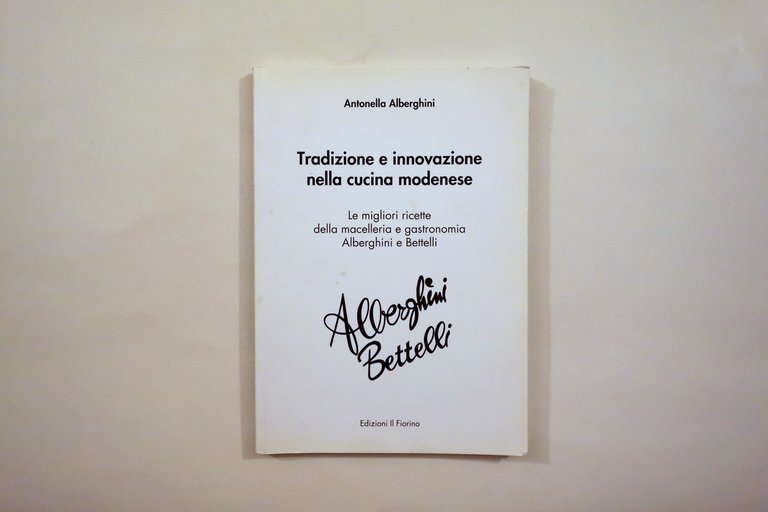 Antonella Alberghini
Tradizione e innovazione
nella cucina modenese
Le migliori ricette
della macelleria e gastronomia
Alberghini e Bettelli
Alberghini
Bettelli
Edizioni Il Fiorino